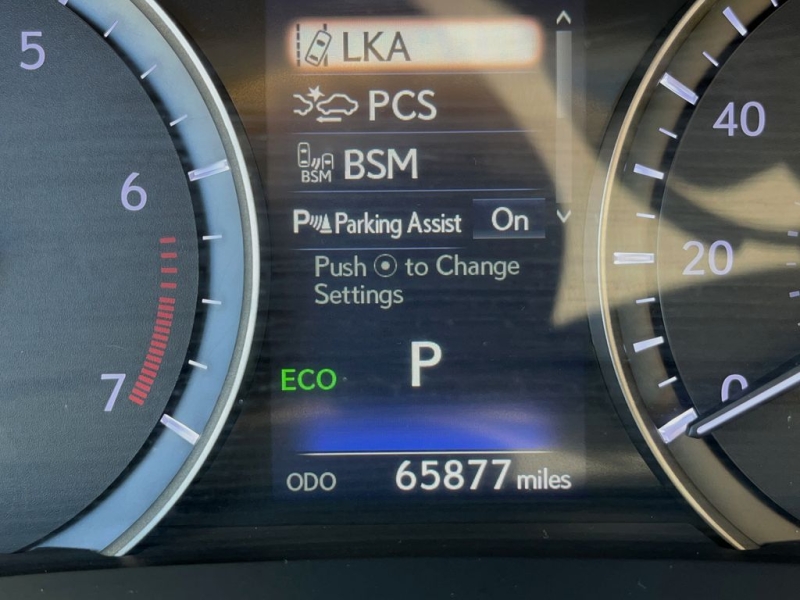 5
6
7
LKA
PCS
BSM
BSM
P Parking Assist On
Push to Change
Settings
P
ECO
ODO 65877 miles
40
20
0